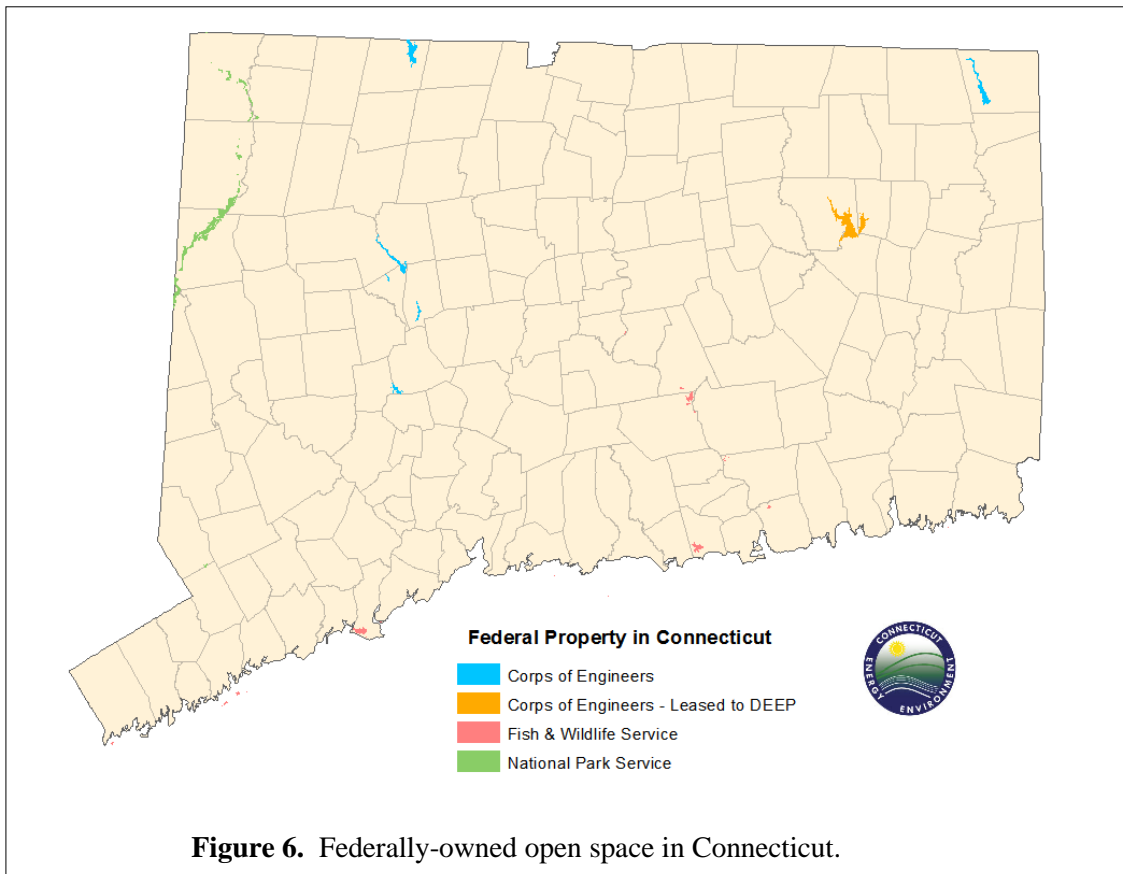 Federal Property in Connecticut
Corps of Engineers
Corps of Engineers - Leased to DEEP
Fish & Wildlife Service
National Park Service
CONNECTICUT
ENERGY
ENVIRONMENT
Figure 6. Federally-owned open space in Connecticut.